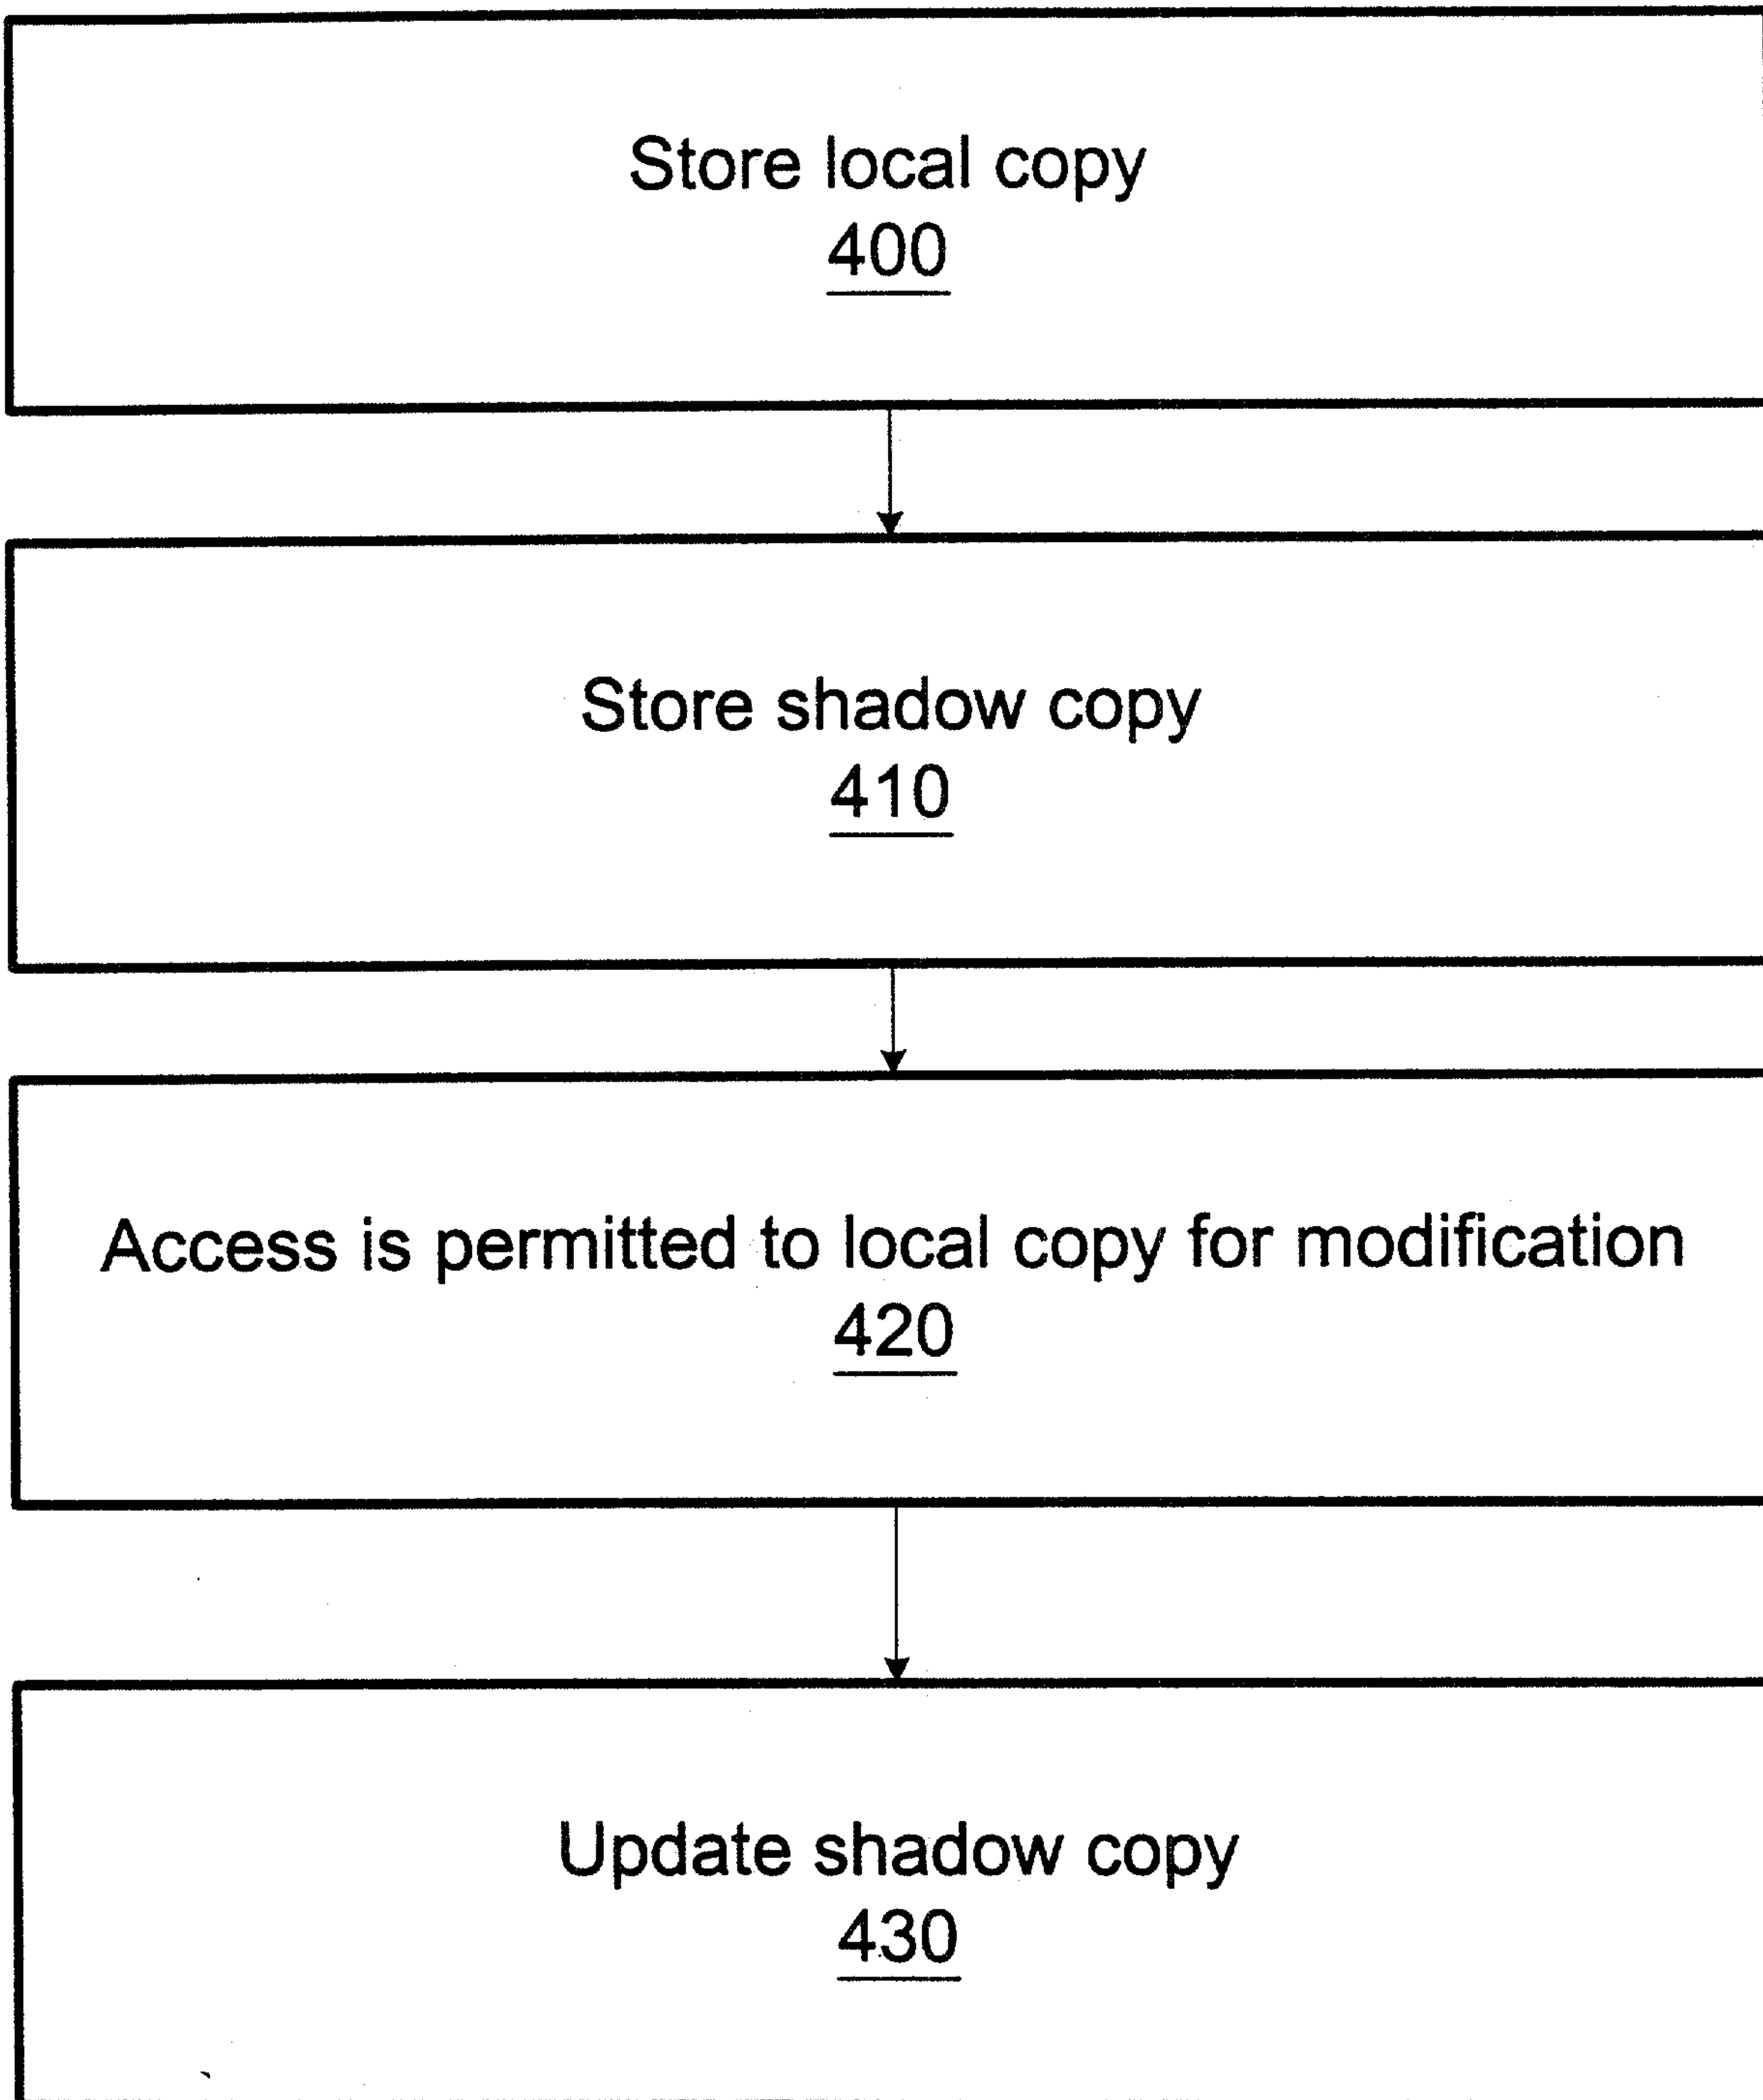 Store local copy
400
Store shadow copy
410
Access is permitted to local copy for modification
420
Update shadow copy
430